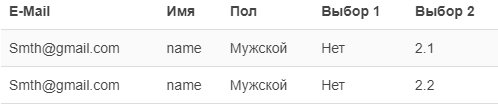 E-Mail Имя Пол Выбор 1 Выбор 2
Smth@gmail.com name Мужской Нет 2.1
Smth@gmail.com name Мужской Нет 2.2